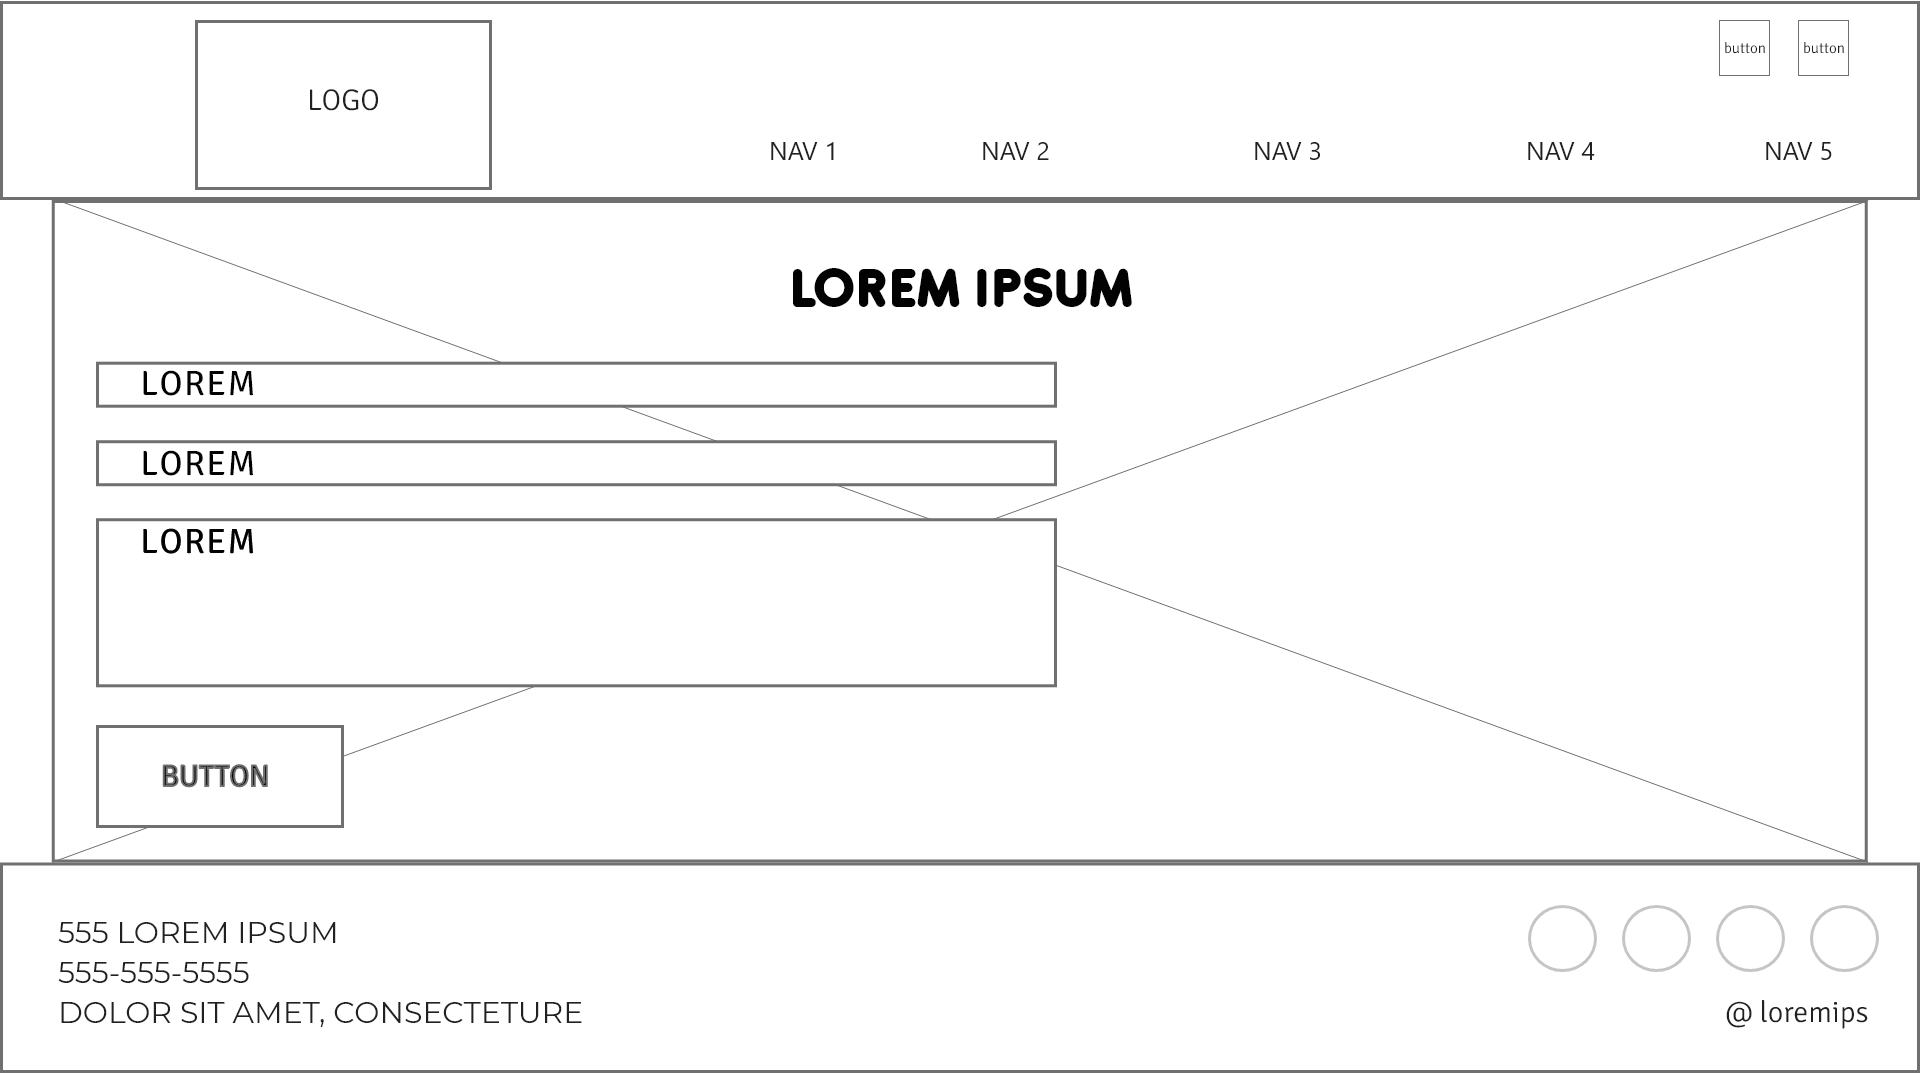 LOGO
button button
NAV 1 NAV 2 NAV 3 NAV 4 NAV 5
LOREM IPSUM
LOREM
LOREM
LOREM
BUTTON
555 LOREM IPSUM
555-555-5555
DOLOR SIT AMET, CONSECTETURE
@ loremips